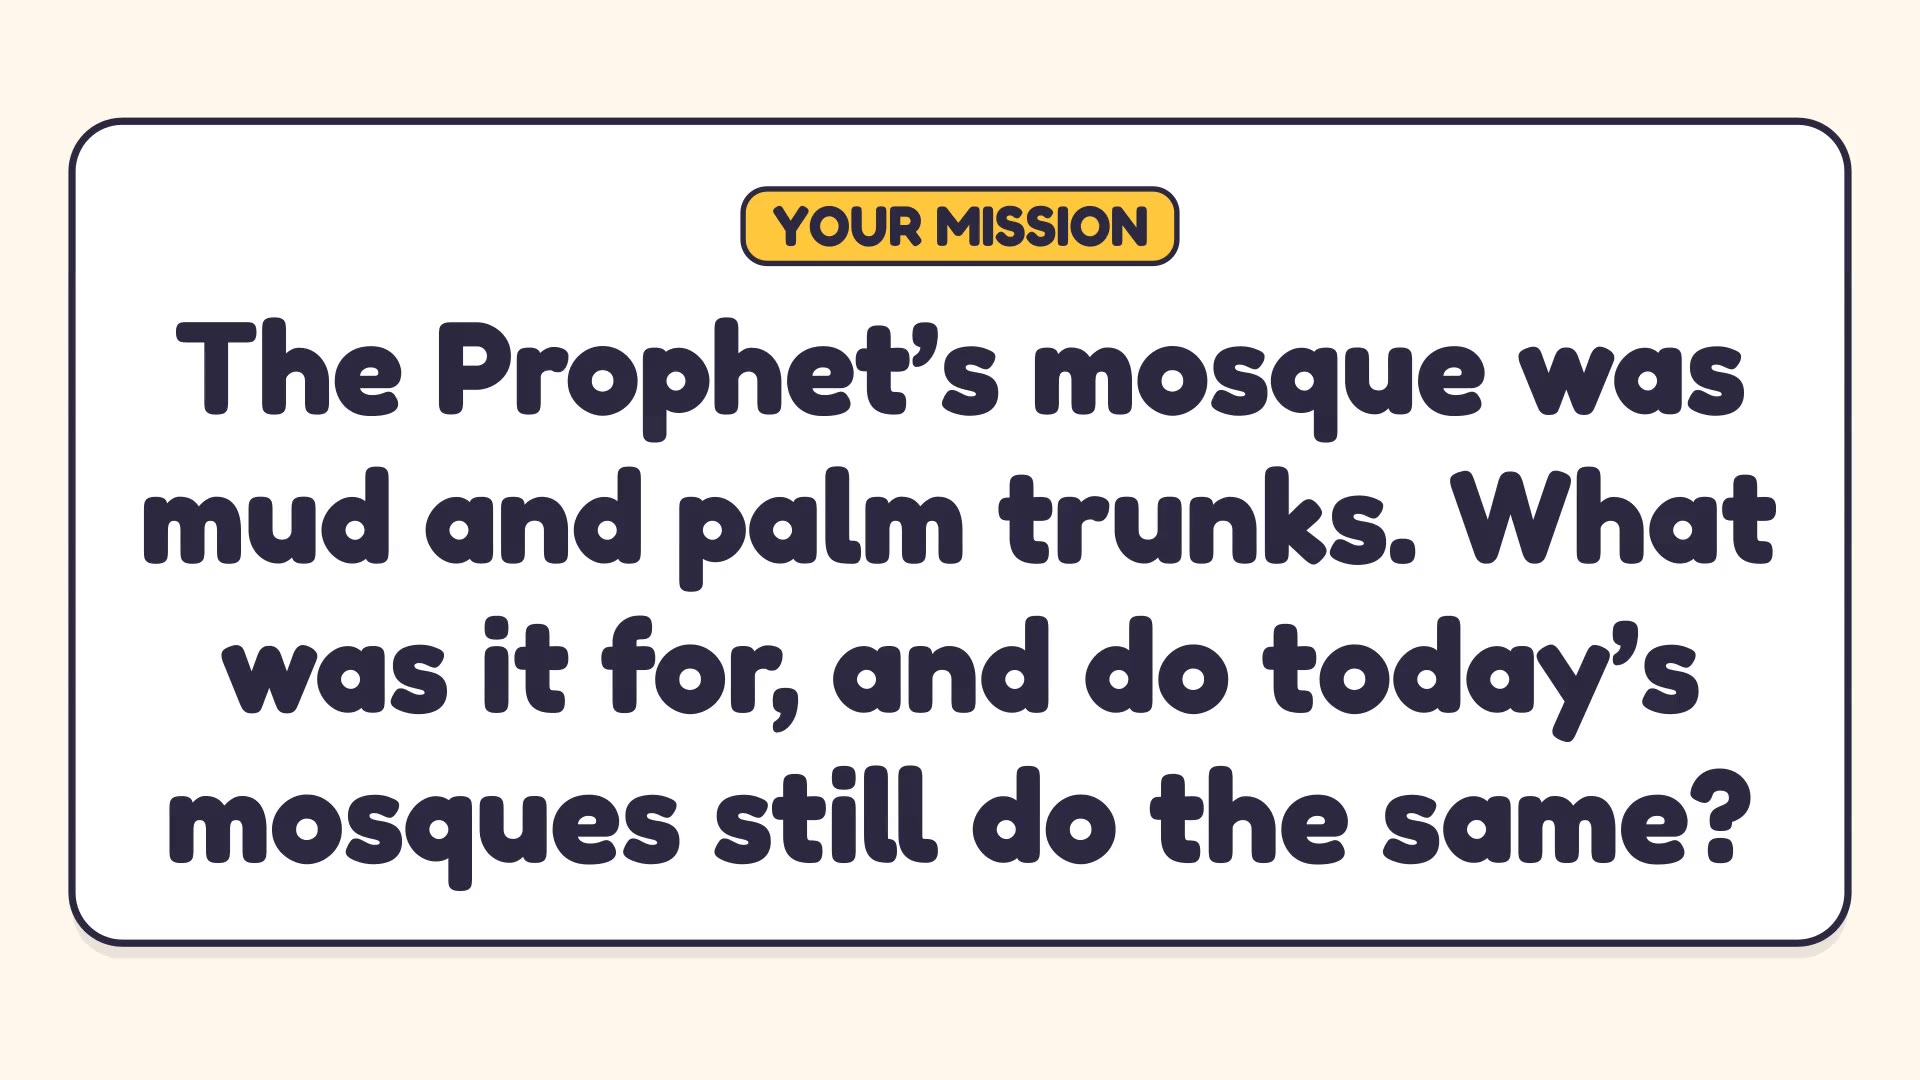 YOUR MISSION
The Prophet’s mosque was
mud and palm trunks. What
was it for, and do today’s
mosques still do the same?